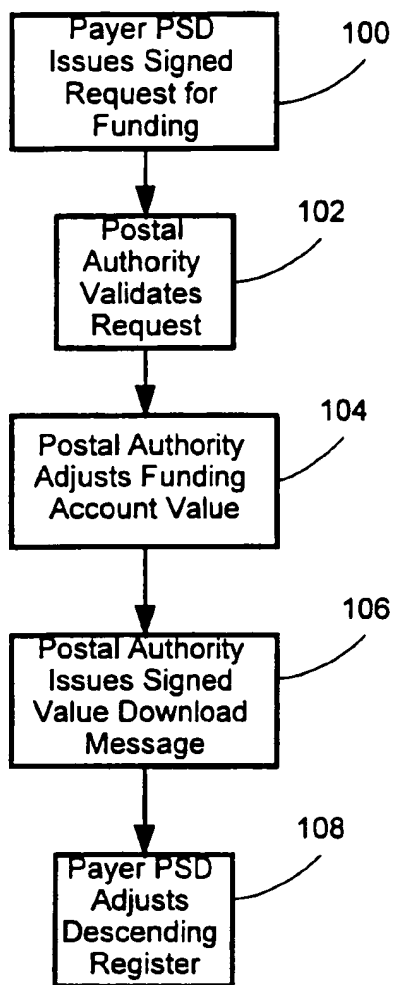 Payer PSD
Issues Signed
Request for
Funding
100
Postal
Authority
Validates
Request
102
Postal Authority
Adjusts Funding
Account Value
104
Postal Authority
Issues Signed
Value Download
Message
106
Payer PSD
Adjusts
Descending
Register
108